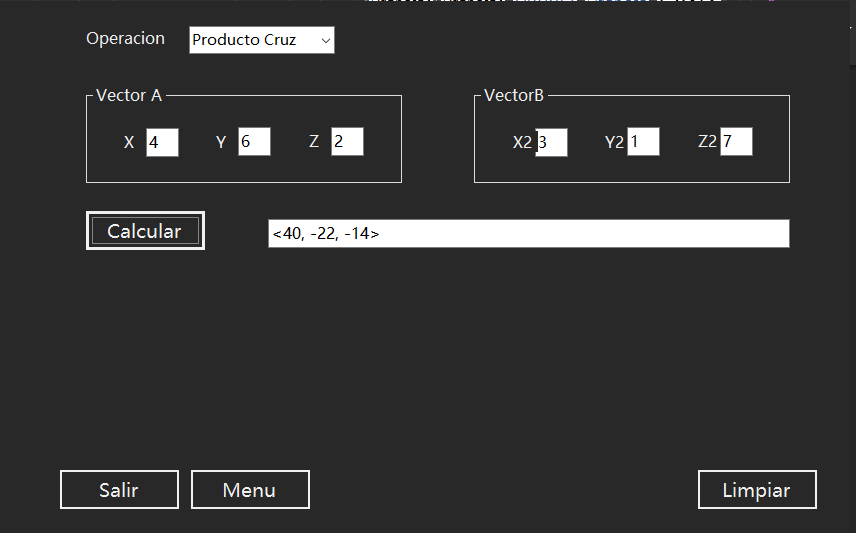 Operacion Producto Cruz
Vector A
X 4 Y 6 Z 2
VectorB
X2 3 Y2 1 Z2 7
Calcular <40, -22, -14>
Salir Menu Limpiar